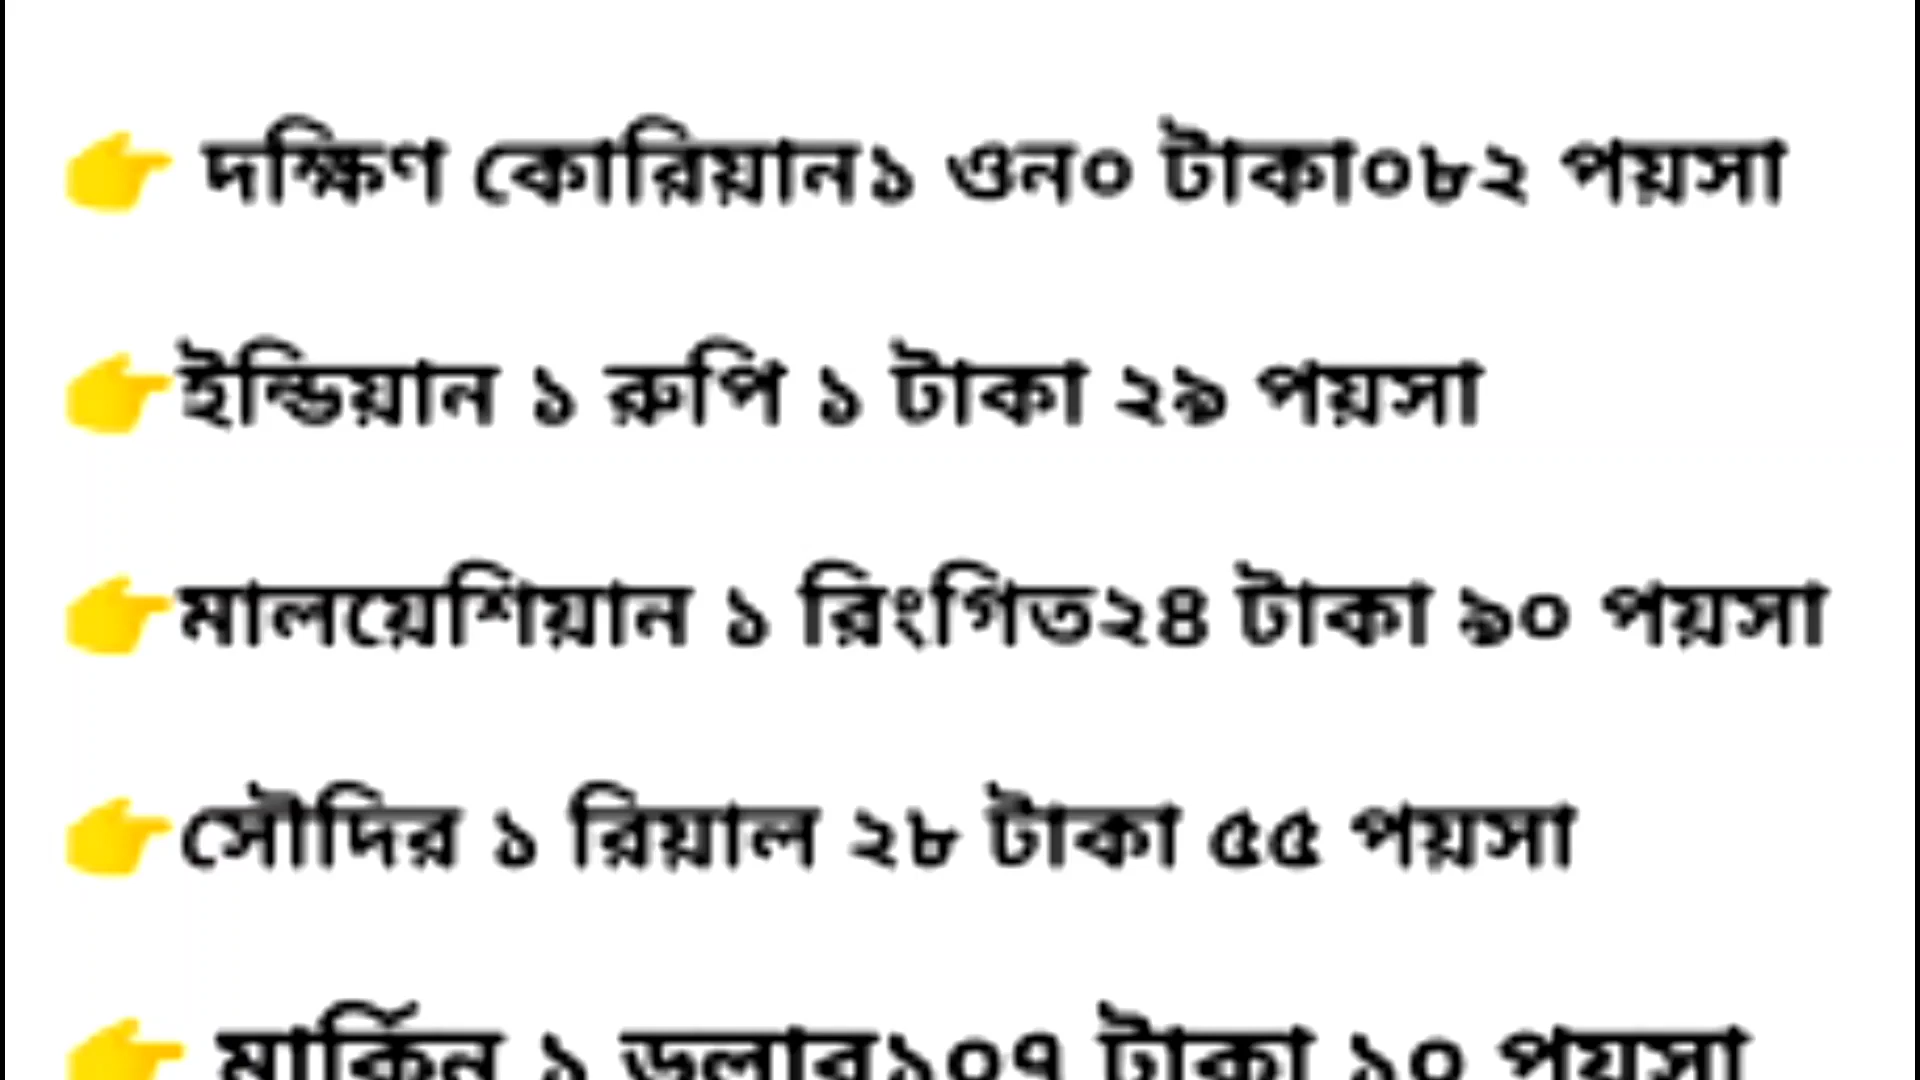 👉 দক্ষিণ কোরিয়ান১ ওন০ টাকা০৮২ পয়সা
👉ইন্ডিয়ান ১ রুপি ১ টাকা ২৯ পয়সা
👉মালয়েশিয়ান ১ রিংগিত২৪ টাকা ৯০ পয়সা
👉সৌদির ১ রিয়াল ২৮ টাকা ৫৫ পয়সা
👉 মার্কিন ১ ডলার১০৭ টাকা ১০ পয়সা